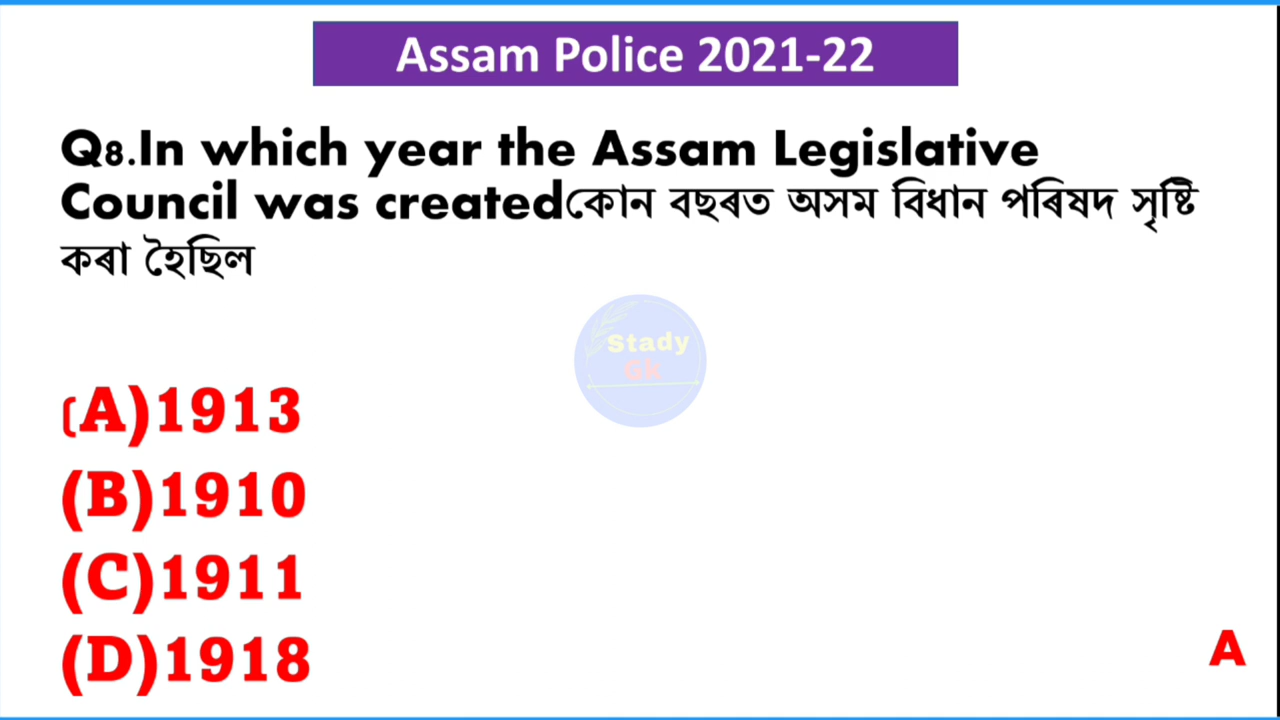 Assam Police 2021-22
Q8.In which year the Assam Legislative
Council was createdকোন বছৰত অসম বিধান পৰিষদ সৃষ্টি
কৰা হৈছিল
Stady
Gk
(A)1913
(B)1910
(C)1911
(D)1918
A